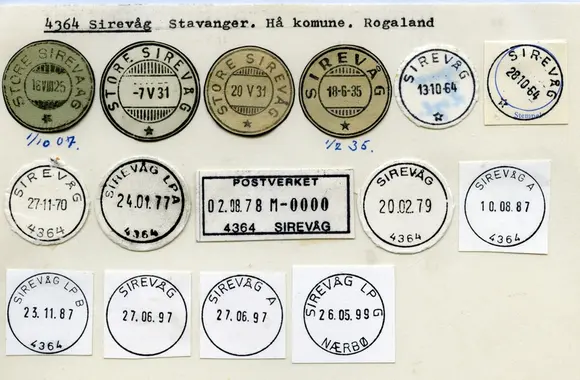 4364 Sirevåg Stavanger. Hå komune. Rogaland
STORE SIREVAAG
18 VIII 25
STORE SIREVÅG
-7 V 31
STORE SIREVÅG
20 V 31
SIREVÅG
18-6-35
SIREVÅG
13-10-64
SIREVÅG
28-10-64
Stempel
1/10 07.
1/2 35.
SIREVÅG
27-11-70
4364
SIREVÅG LPA
24.01.77
4364
POSTVERKET
02.08.78 M-0000
4364 SIREVÅG
SIREVÅG
20.02.79
4364
SIREVÅG A
10.08.87
4364
SIREVÅG LP B
23.11.87
4364
SIREVÅG
27.06.97
SIREVÅG A
27.06.97
SIREVÅG LP G
26.05.99
NÆRBØ